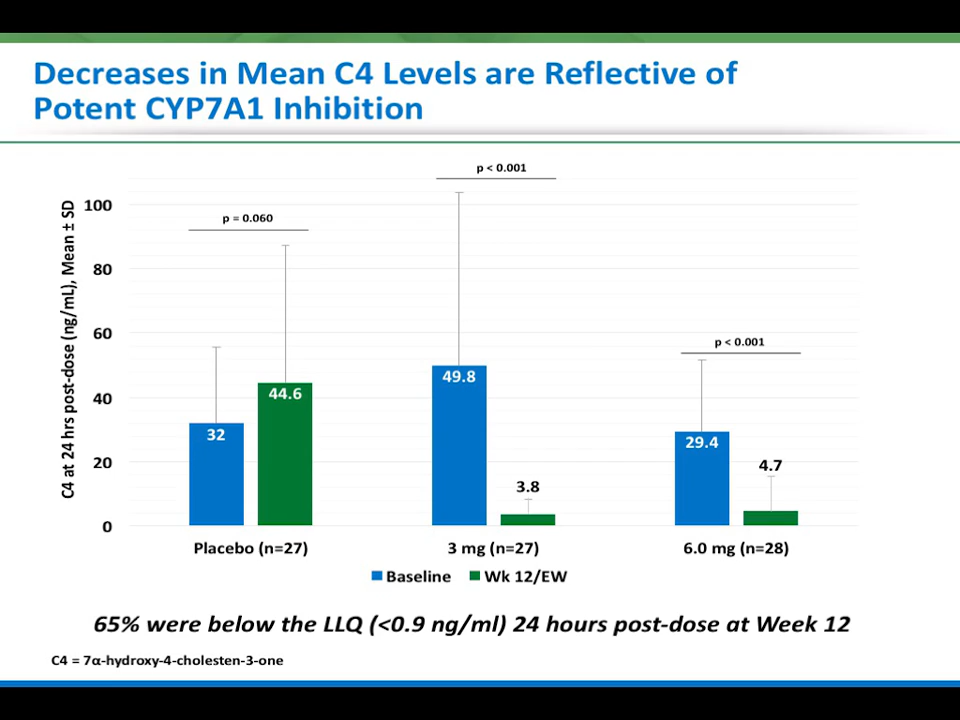 Decreases in Mean C4 Levels are Reflective of
Potent CYP7A1 Inhibition
C4 at 24 hrs post-dose (ng/mL), Mean ± SD
100
80
60
40
20
0
p = 0.060
p < 0.001
p < 0.001
32
44.6
49.8
3.8
29.4
4.7
Placebo (n=27)
3 mg (n=27)
6.0 mg (n=28)
Baseline
Wk 12/EW
65% were below the LLQ (<0.9 ng/ml) 24 hours post-dose at Week 12
C4 = 7α-hydroxy-4-cholesten-3-one